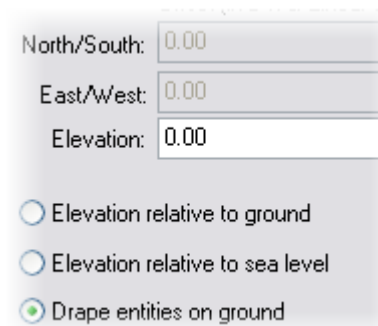 North/South: 0.00
East/West: 0.00
Elevation: 0.00
Elevation relative to ground
Elevation relative to sea level
Drape entities on ground